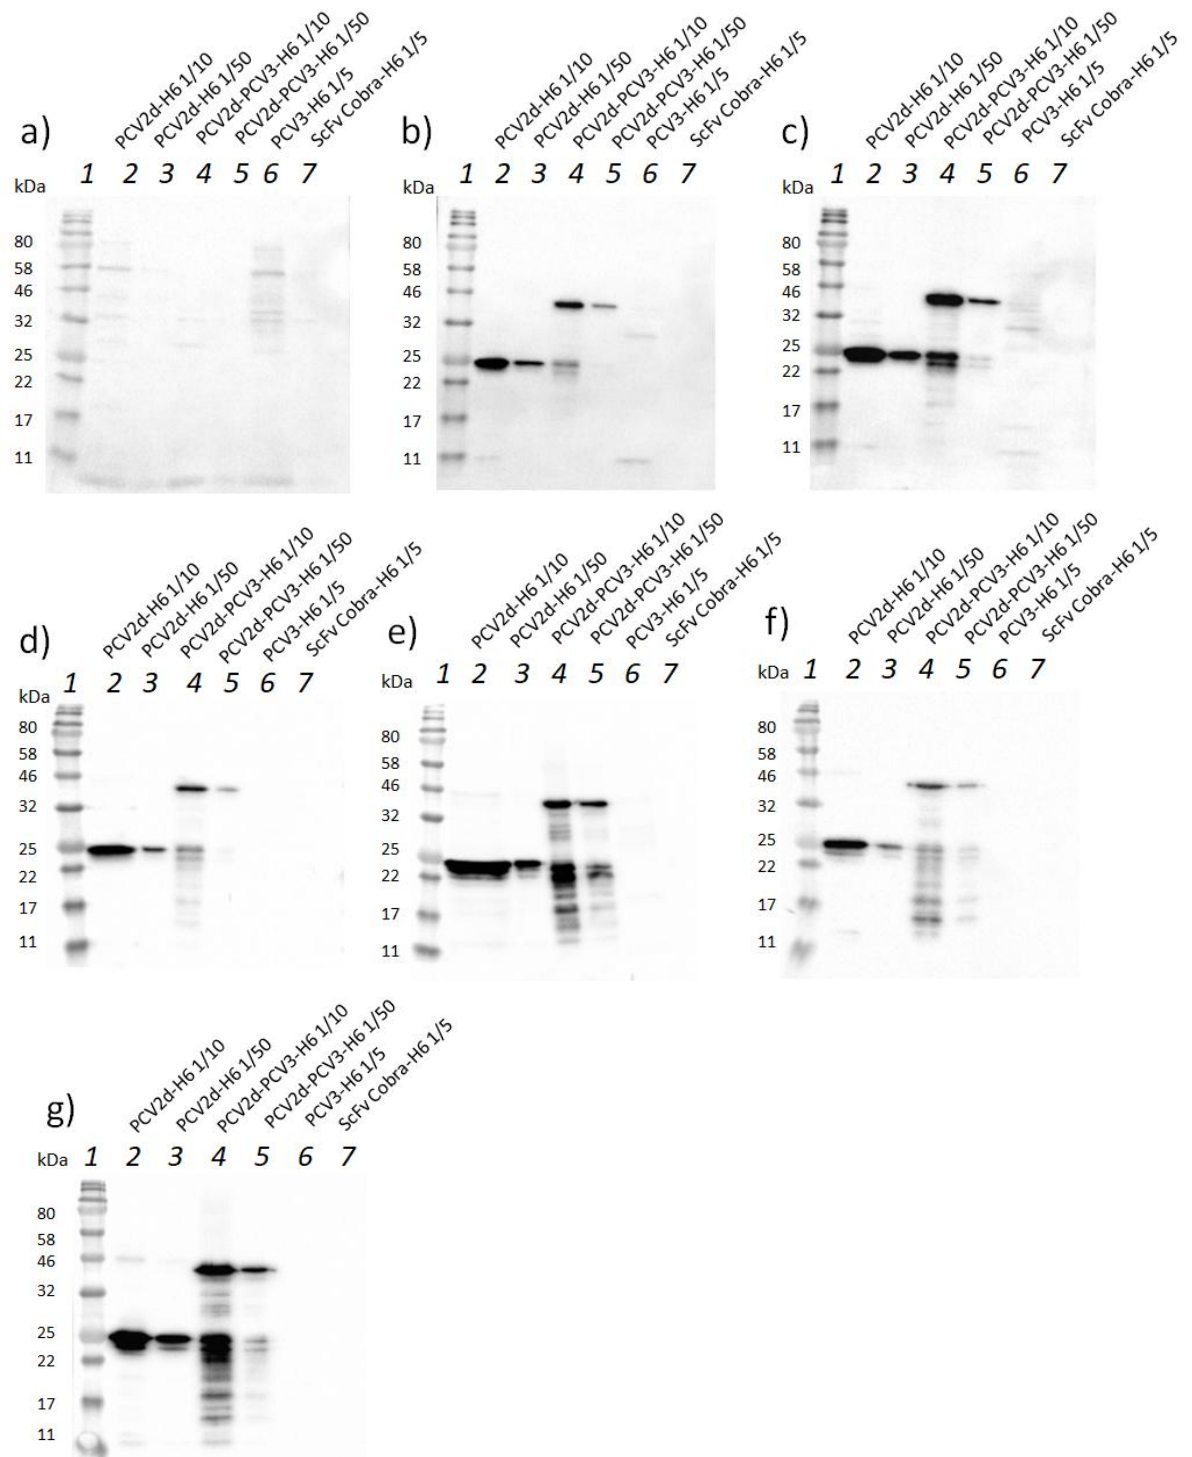 a)
PCV2d-H6 1/10
PCV2d-H6 1/50
PCV2d-PCV3-H6 1/10
PCV2d-PCV3-H6 1/50
PCV3-H6 1/5
ScFv Cobra-H6 1/5
kDa
1 2 3 4 5 6 7
80
58
46
32
25
22
17
11
b)
PCV2d-H6 1/10
PCV2d-H6 1/50
PCV2d-PCV3-H6 1/10
PCV2d-PCV3-H6 1/50
PCV3-H6 1/5
ScFv Cobra-H6 1/5
kDa
1 2 3 4 5 6 7
80
58
46
32
25
22
17
11
c)
PCV2d-H6 1/10
PCV2d-H6 1/50
PCV2d-PCV3-H6 1/10
PCV2d-PCV3-H6 1/50
PCV3-H6 1/5
ScFv Cobra-H6 1/5
kDa
1 2 3 4 5 6 7
80
58
46
32
25
22
17
11
d)
PCV2d-H6 1/10
PCV2d-H6 1/50
PCV2d-PCV3-H6 1/10
PCV2d-PCV3-H6 1/50
PCV3-H6 1/5
ScFv Cobra-H6 1/5
kDa
1 2 3 4 5 6 7
80
58
46
32
25
22
17
11
e)
PCV2d-H6 1/10
PCV2d-H6 1/50
PCV2d-PCV3-H6 1/10
PCV2d-PCV3-H6 1/50
PCV3-H6 1/5
ScFv Cobra-H6 1/5
kDa
1 2 3 4 5 6 7
80
58
46
32
25
22
17
11
f)
PCV2d-H6 1/10
PCV2d-H6 1/50
PCV2d-PCV3-H6 1/10
PCV2d-PCV3-H6 1/50
PCV3-H6 1/5
ScFv Cobra-H6 1/5
kDa
1 2 3 4 5 6 7
80
58
46
32
25
22
17
11
g)
PCV2d-H6 1/10
PCV2d-H6 1/50
PCV2d-PCV3-H6 1/10
PCV2d-PCV3-H6 1/50
PCV3-H6 1/5
ScFv Cobra-H6 1/5
kDa
1 2 3 4 5 6 7
80
58
46
32
25
22
17
11